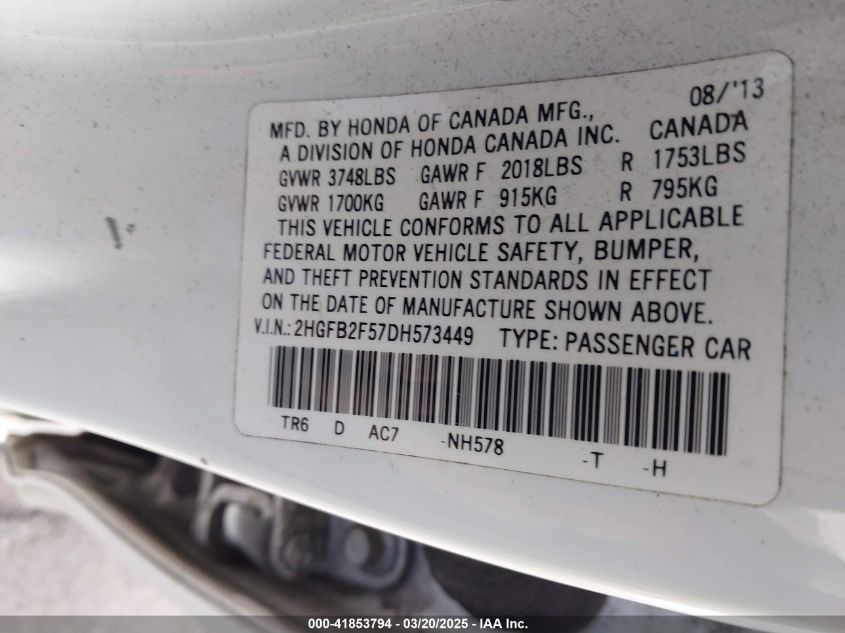 08/'13
MFD. BY HONDA OF CANADA MFG., CANADA
A DIVISION OF HONDA CANADA INC.
GVWR 3748LBS GAWR F 2018LBS R 1753LBS
GVWR 1700KG GAWR F 915KG R 795KG
THIS VEHICLE CONFORMS TO ALL APPLICABLE
FEDERAL MOTOR VEHICLE SAFETY, BUMPER,
AND THEFT PREVENTION STANDARDS IN EFFECT
ON THE DATE OF MANUFACTURE SHOWN ABOVE.
V.I.N.: 2HGFB2F57DH573449 TYPE: PASSENGER CAR
TR6 D AC7 -NH578 -T -H
000-41853794 - 03/20/2025 - IAA Inc.